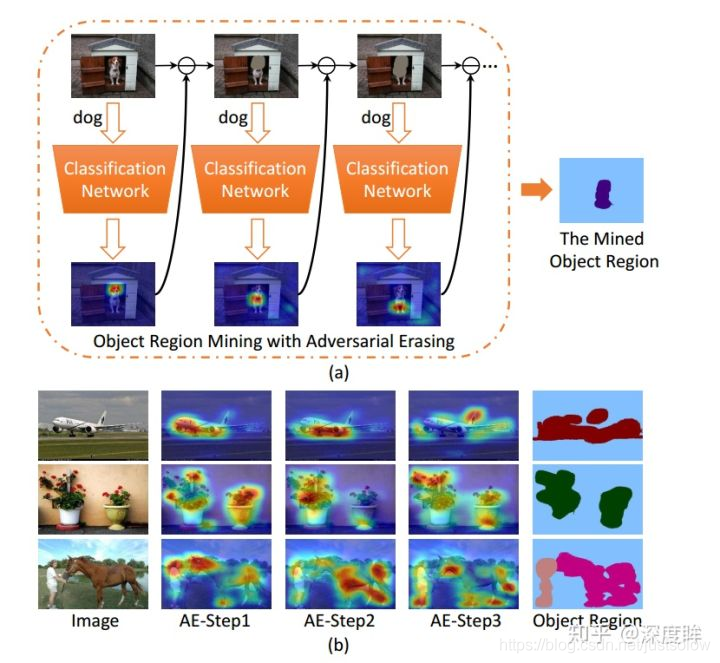 dog
dog
dog
Classification
Network
Classification
Network
Classification
Network
The Mined
Object Region
Object Region Mining with Adversarial Erasing
(a)
Image
AE-Step1
AE-Step2
AE-Step3
Object Region
(b)
知乎 @深度眸
https://blog.csdn.net/justsolow